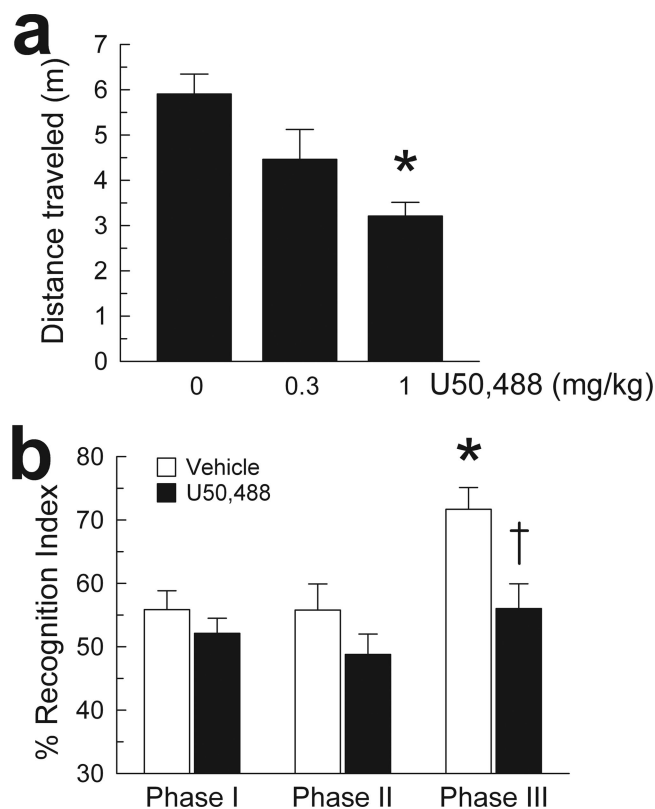 a
Distance traveled (m)
7
6
5
4
3
2
1
0
*
0 0.3 1 U50,488 (mg/kg)
b
% Recognition Index
80
70
60
50
40
30
Vehicle
U50,488
*
†
Phase I Phase II Phase III